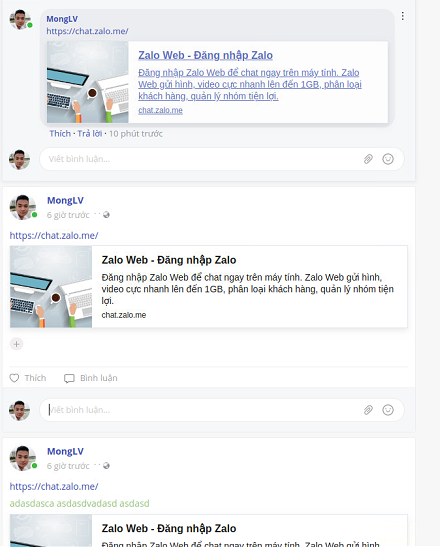 MongLV
https://chat.zalo.me/
Zalo Web - Đăng nhập Zalo
Đăng nhập Zalo Web để chat ngay trên máy tính. Zalo
Web gửi hình, video cực nhanh lên đến 1GB, phân loại
khách hàng, quản lý nhóm tiện lợi.
chat.zalo.me
Thích · Trả lời · 10 phút trước
Viết bình luận...
MongLV
6 giờ trước
https://chat.zalo.me/
Zalo Web - Đăng nhập Zalo
Đăng nhập Zalo Web để chat ngay trên máy tính. Zalo Web gửi hình,
video cực nhanh lên đến 1GB, phân loại khách hàng, quản lý nhóm tiện
lợi.
chat.zalo.me
Thích Bình luận
Viết bình luận...
MongLV
6 giờ trước
https://chat.zalo.me/
adasdasca asdasdvadasd asdasd
Zalo Web - Đăng nhập Zalo
Đăng nhập Zalo Web để chat ngay trên máy tính. Zalo Web gửi hình,